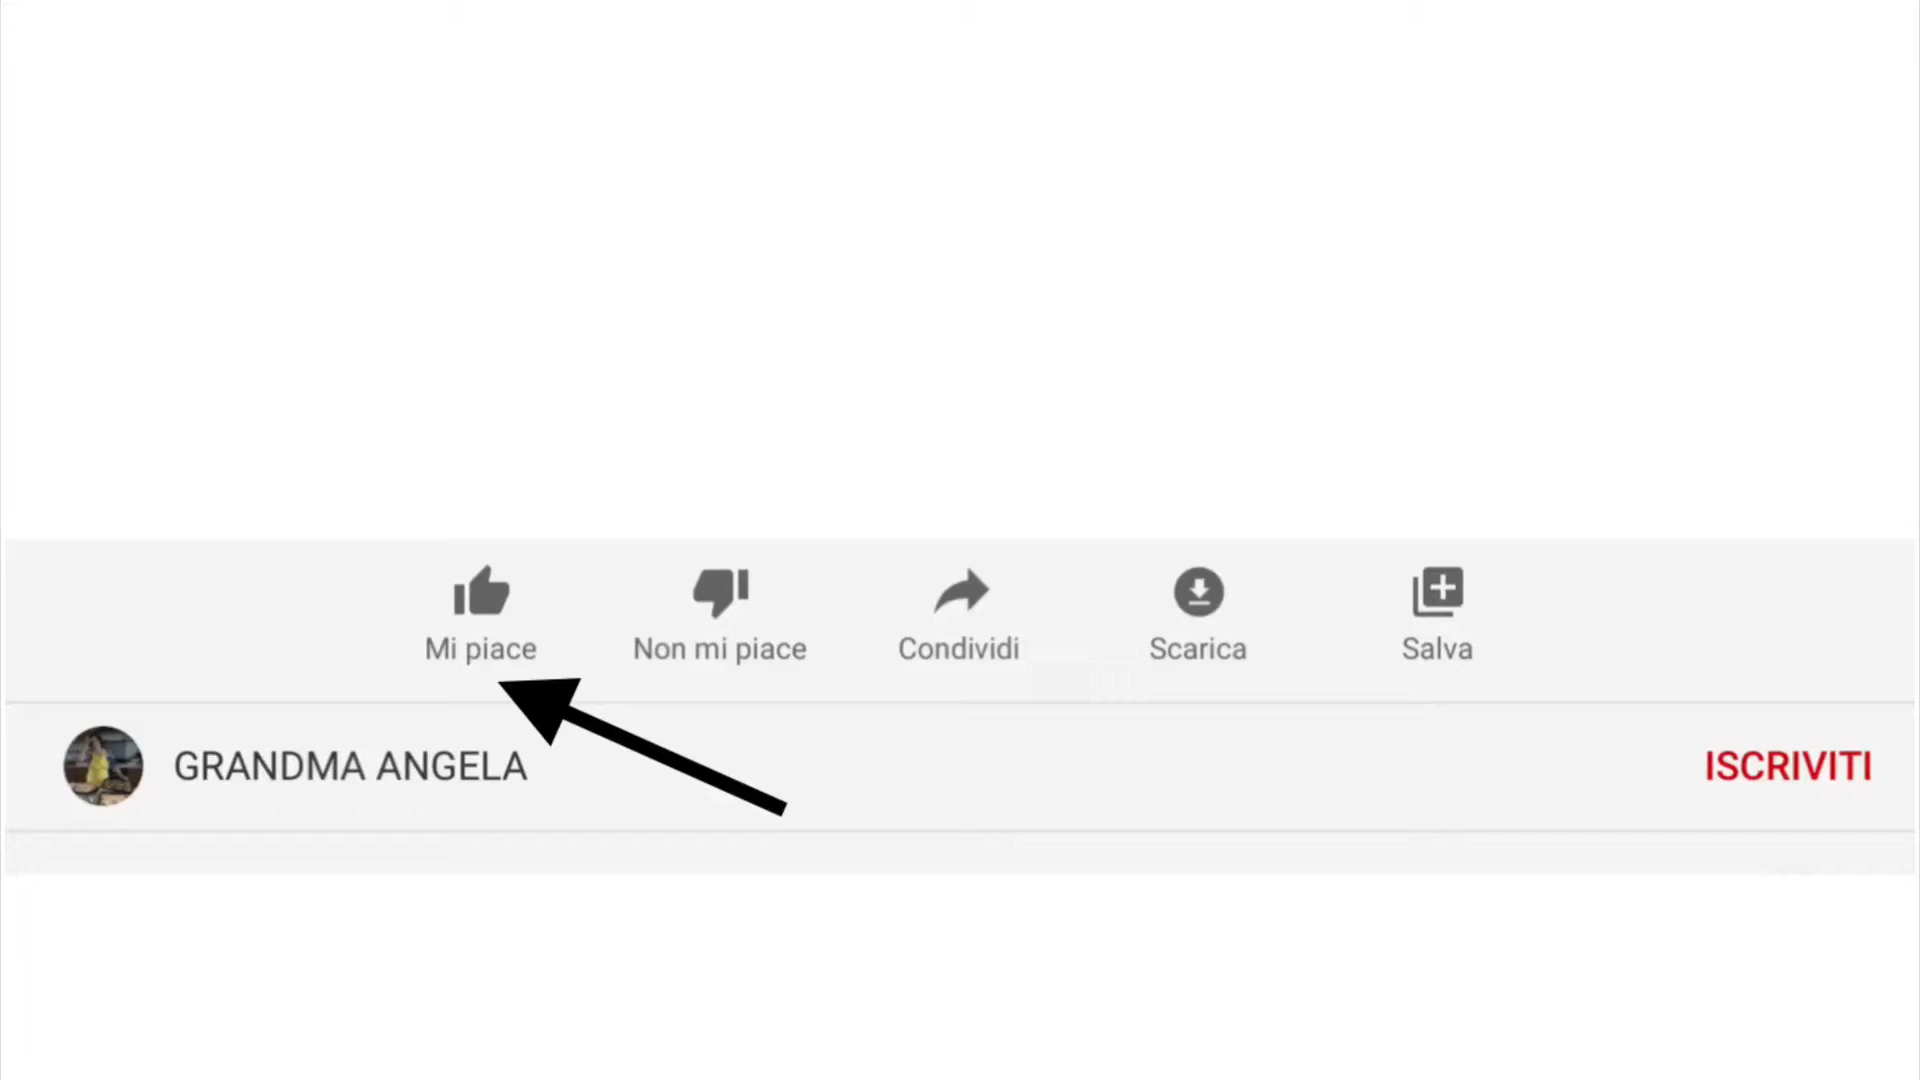 Mi piace Non mi piace Condividi Scarica Salva
GRANDMA ANGELA ISCRIVITI